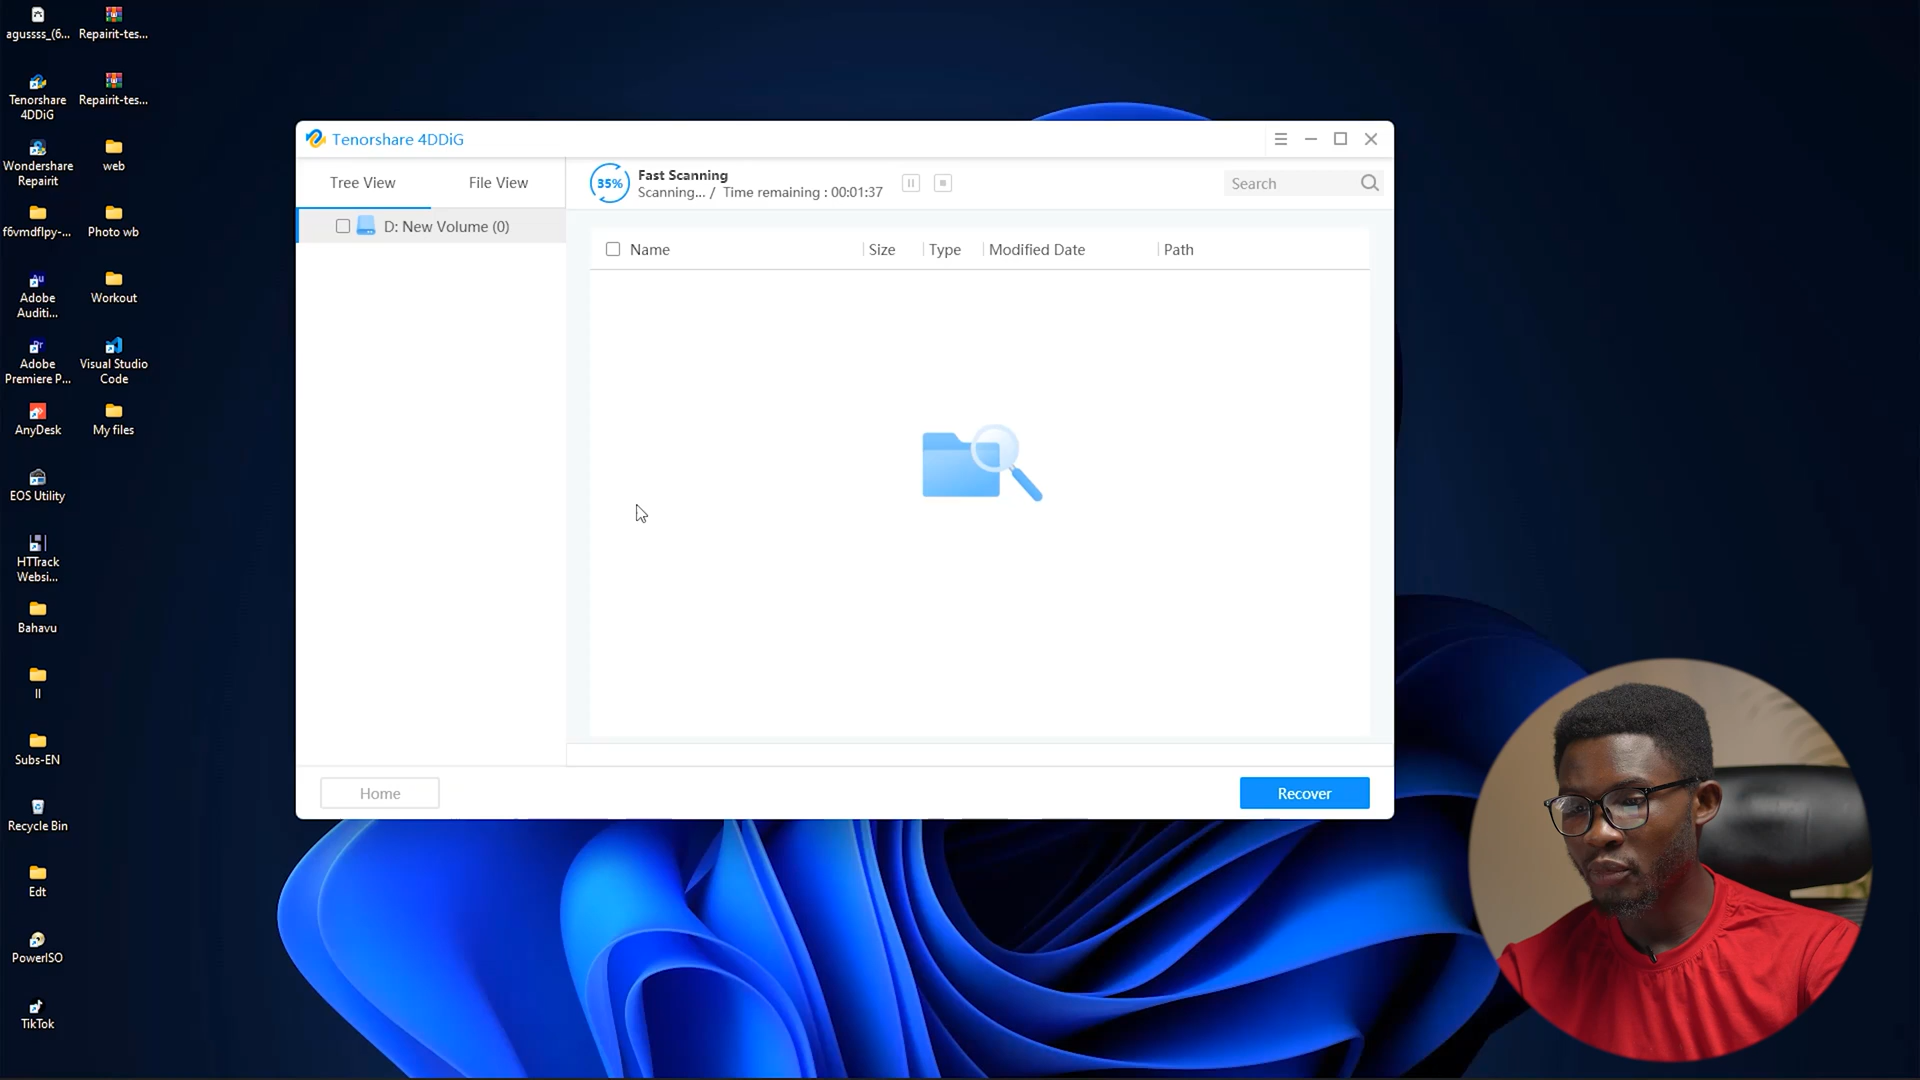 agussss_(6...
Repairit-tes...
Tenorshare
4DDiG
Repairit-tes...
Wondershare
Repairit
web
f6vmdflpy-...
Photo wb
Adobe
Auditi...
Workout
Adobe
Premiere P...
Visual Studio
Code
AnyDesk
My files
EOS Utility
HTTrack
Websi...
Bahavu
II
Subs-EN
Recycle Bin
Edt
PowerISO
TikTok
Tenorshare 4DDiG
Tree View
File View
35%
Fast Scanning
Scanning... / Time remaining : 00:01:37
Search
D: New Volume (0)
Name
Size
Type
Modified Date
Path
Home
Recover